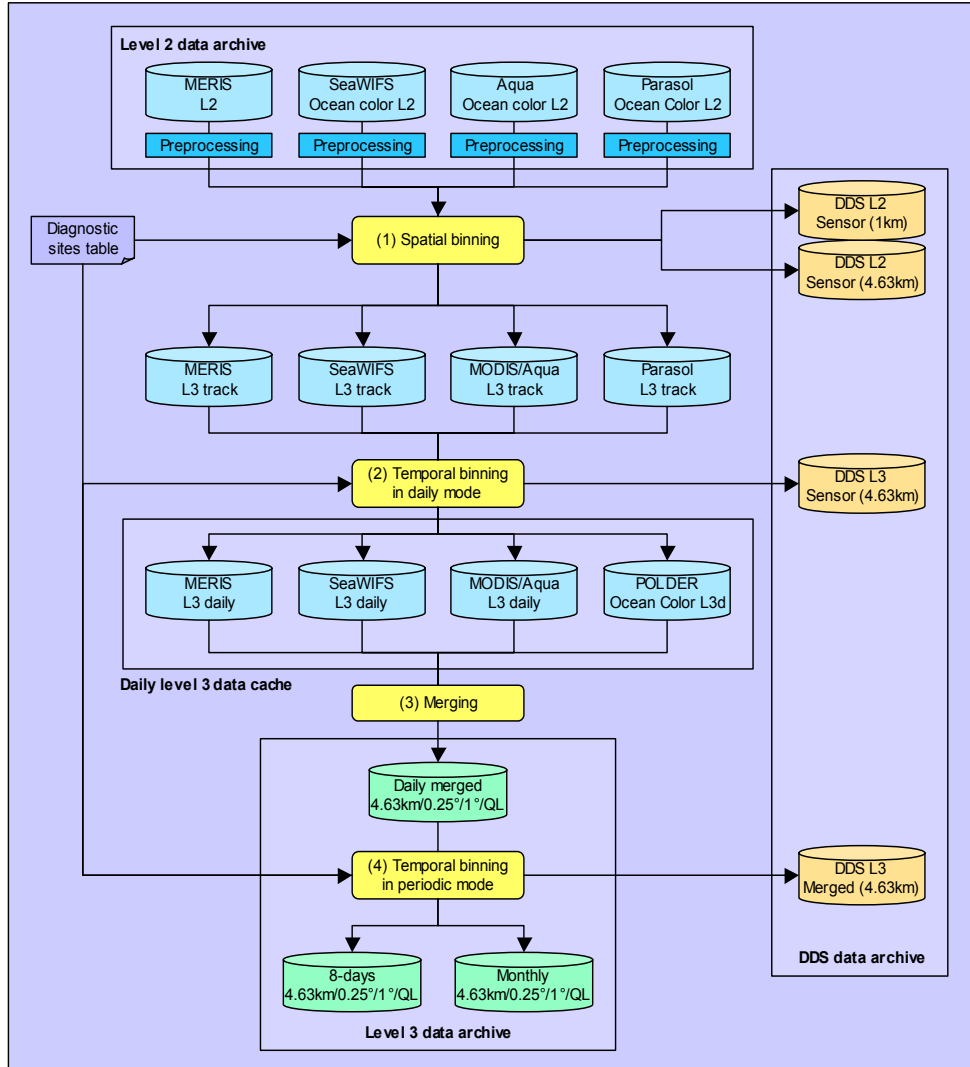 Level 2 data archive
MERIS
L2
SeaWIFS
Ocean color L2
Aqua
Ocean color L2
Parasol
Ocean Color L2
Preprocessing
Preprocessing
Preprocessing
Preprocessing
Diagnostic
sites table
(1) Spatial binning
DDS L2
Sensor (1km)
DDS L2
Sensor (4.63km)
MERIS
L3 track
SeaWIFS
L3 track
MODIS/Aqua
L3 track
Parasol
L3 track
(2) Temporal binning
in daily mode
DDS L3
Sensor (4.63km)
MERIS
L3 daily
SeaWIFS
L3 daily
MODIS/Aqua
L3 daily
POLDER
Ocean Color L3d
Daily level 3 data cache
(3) Merging
Daily merged
4.63km/0.25°/1°/QL
(4) Temporal binning
in periodic mode
DDS L3
Merged (4.63km)
DDS data archive
8-days
4.63km/0.25°/1°/QL
Monthly
4.63km/0.25°/1°/QL
Level 3 data archive